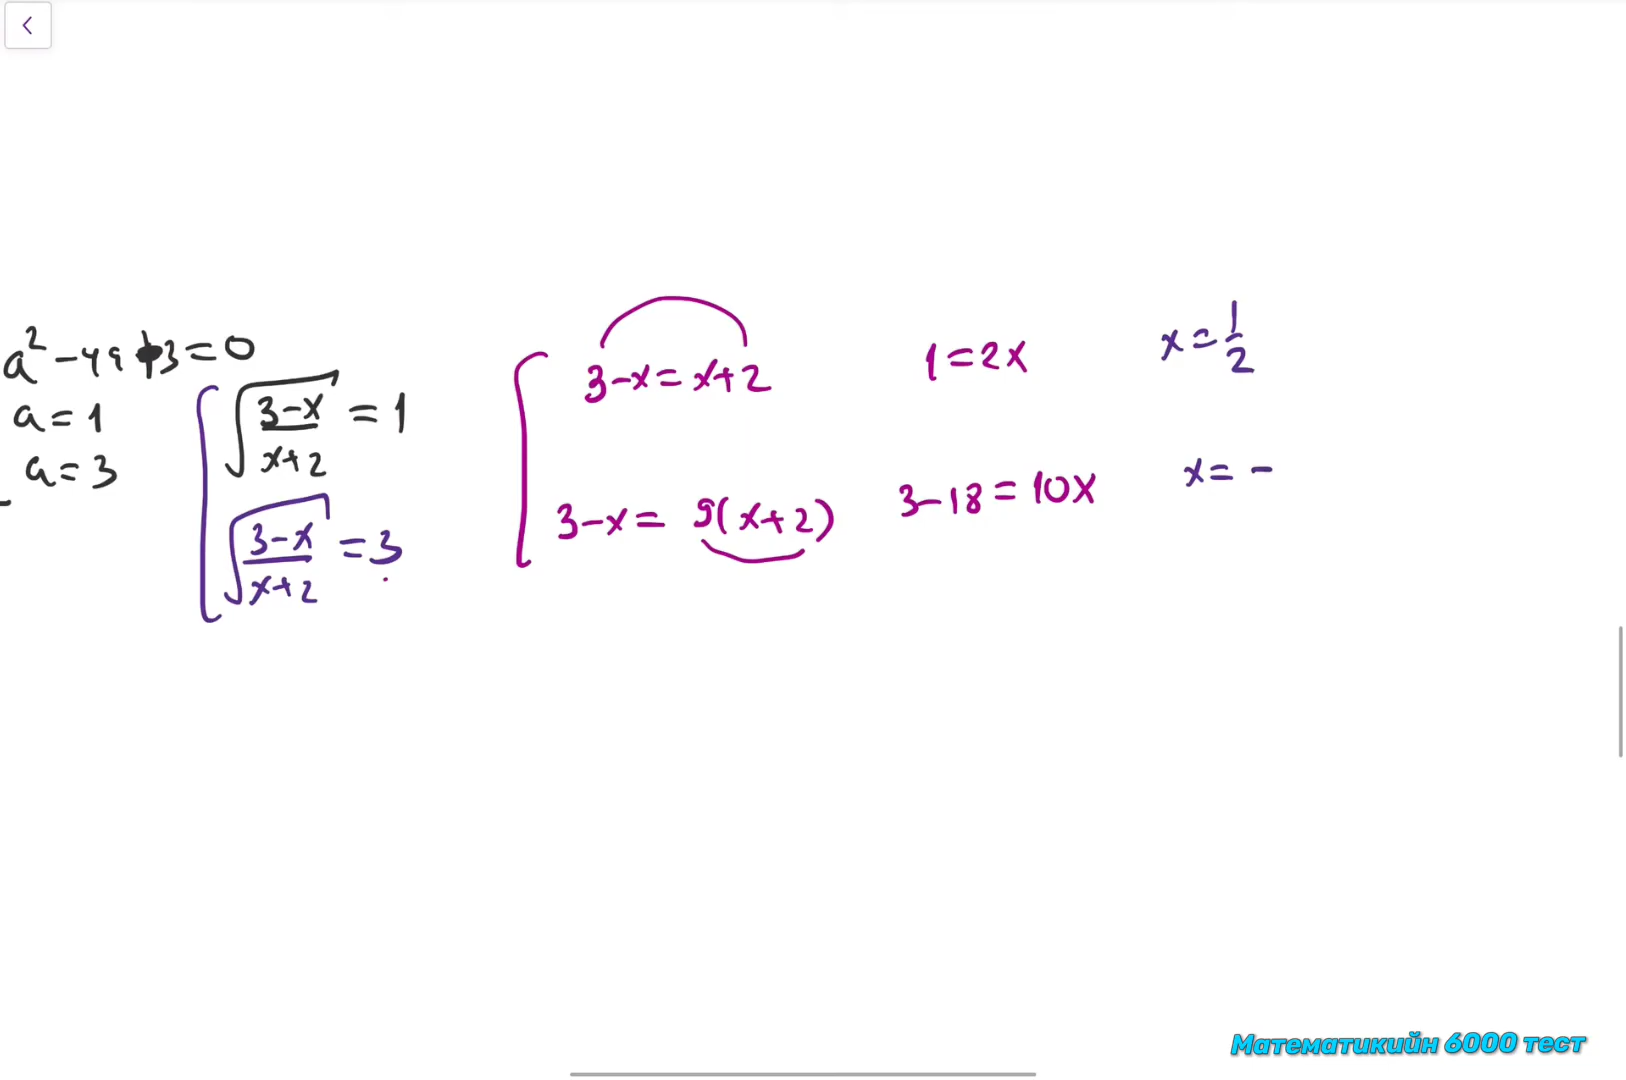 a² - 4a + 3 = 0
a = 1
a = 3
√((3-x)/(x+2)) = 1
√((3-x)/(x+2)) = 3
3-x = x+2
3-x = 9(x+2)
1 = 2x
3-18 = 10x
x = 1/2
x = -
Математикийн 6000 тест